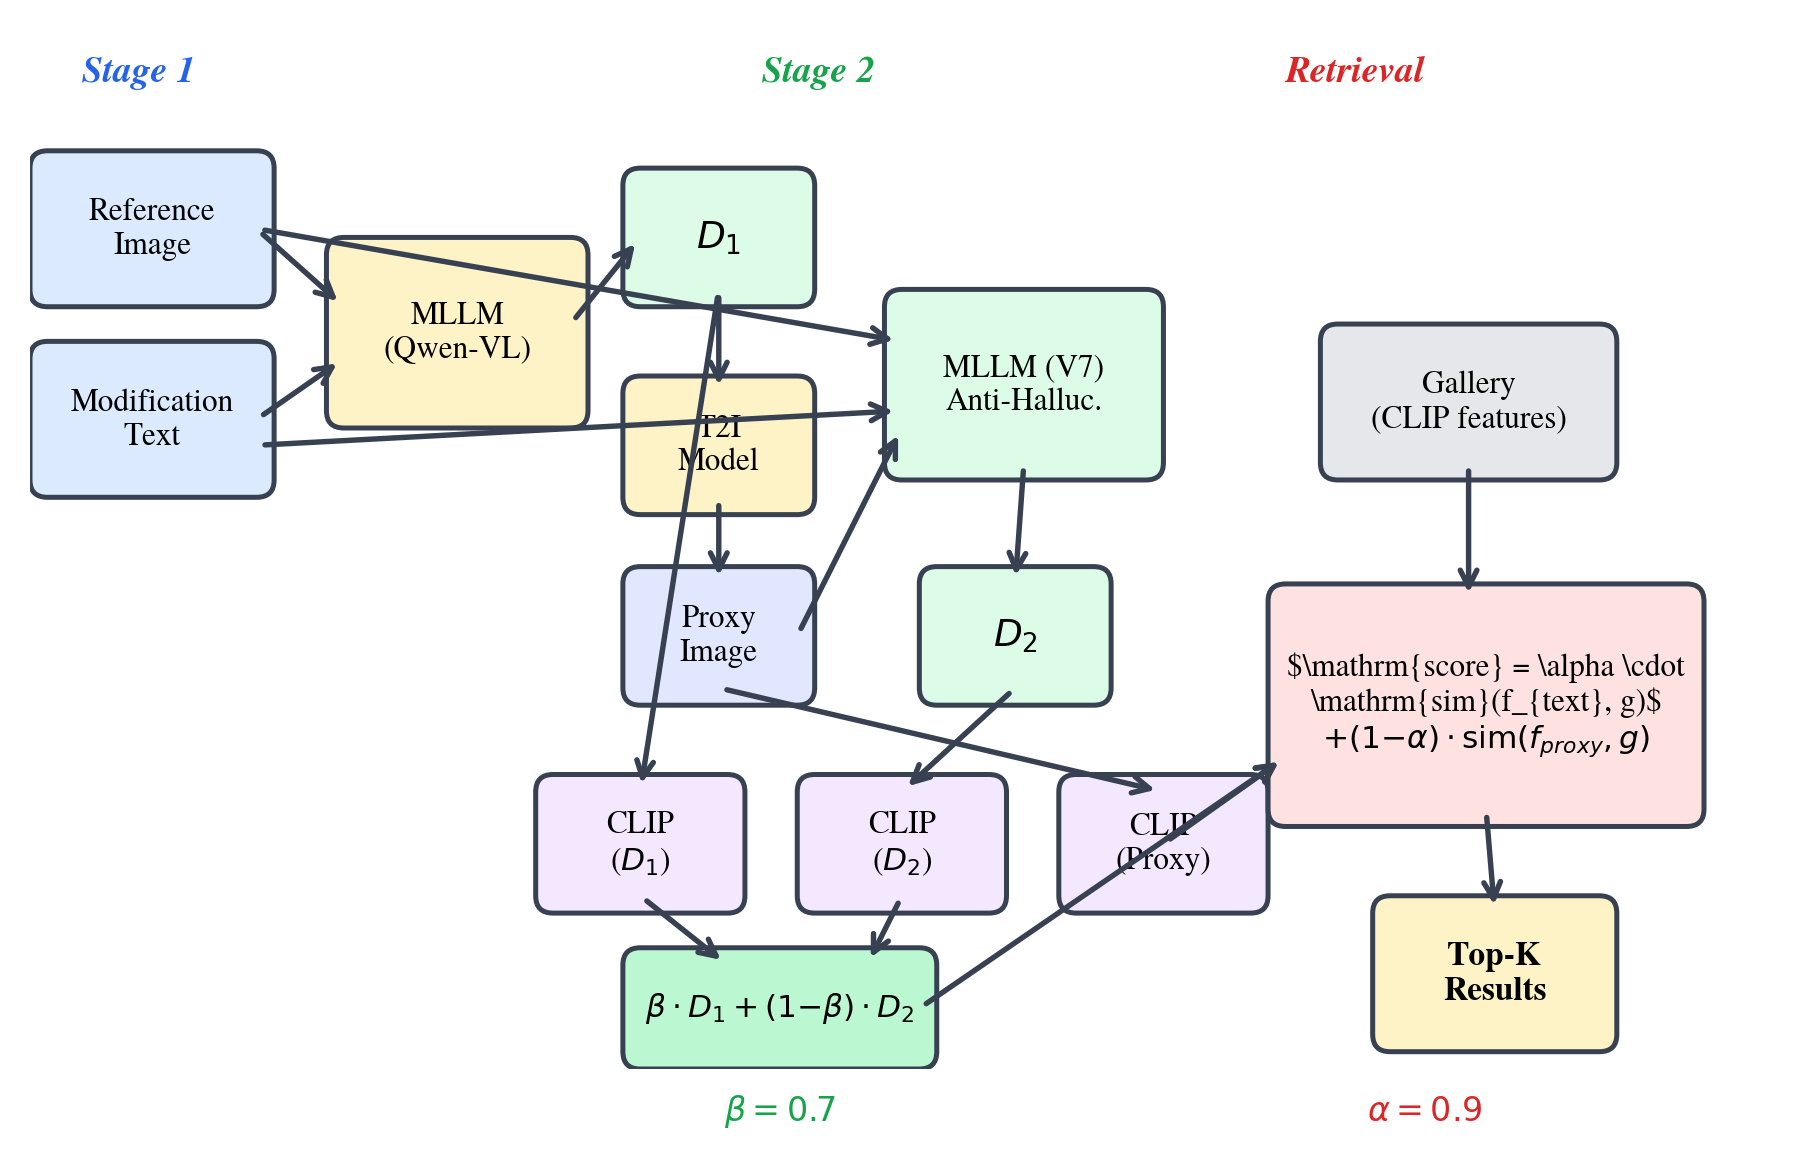 Stage 1
Stage 2
Retrieval
Reference
Image
Modification
Text
MLLM
(Qwen-VL)
D₁
T2I
Model
Proxy
Image
MLLM (V7)
Anti-Halluc.
D₂
CLIP
(D₁)
CLIP
(D₂)
CLIP
(Proxy)
β · D₁ + (1−β) · D₂
β = 0.7
Gallery
(CLIP features)
$\mathrm{score} = \alpha \cdot
\mathrm{sim}(f_{text}, g)$
+(1−α) · sim(f_{proxy}, g)
Top-K
Results
α = 0.9